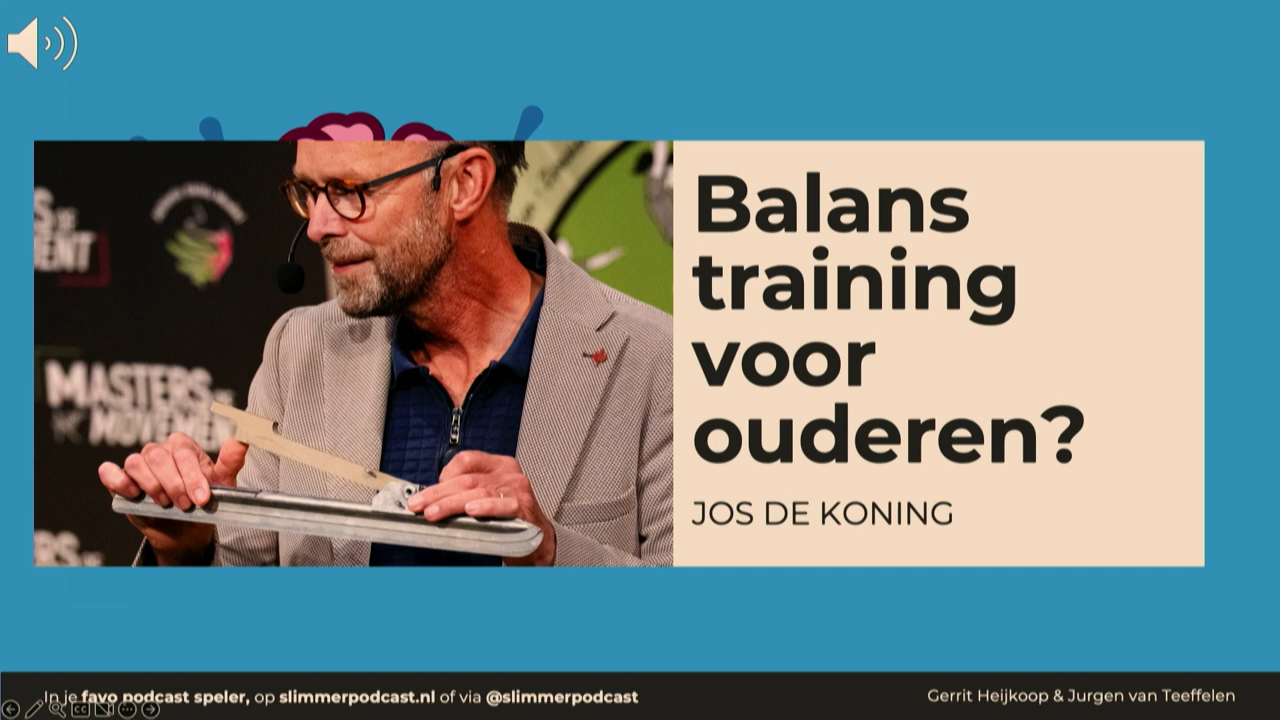 Balans
training
voor
ouderen?
JOS DE KONING
MASTERS
MOVEMENT
In je favo podcast speler, op slimmerpodcast.nl of via @slimmerpodcast
Gerrit Heijkoop & Jurgen van Teeffelen